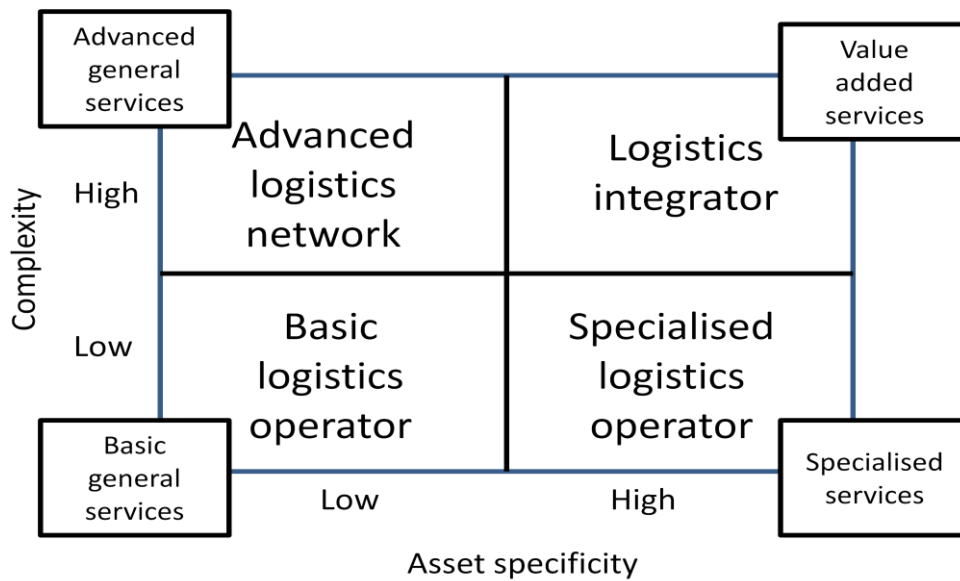 Advanced
general
services
Value
added
services
Advanced
logistics
network
Logistics
integrator
High
Complexity
Low
Basic
logistics
operator
Specialised
logistics
operator
Basic
general
services
Specialised
services
Low
High
Asset specificity